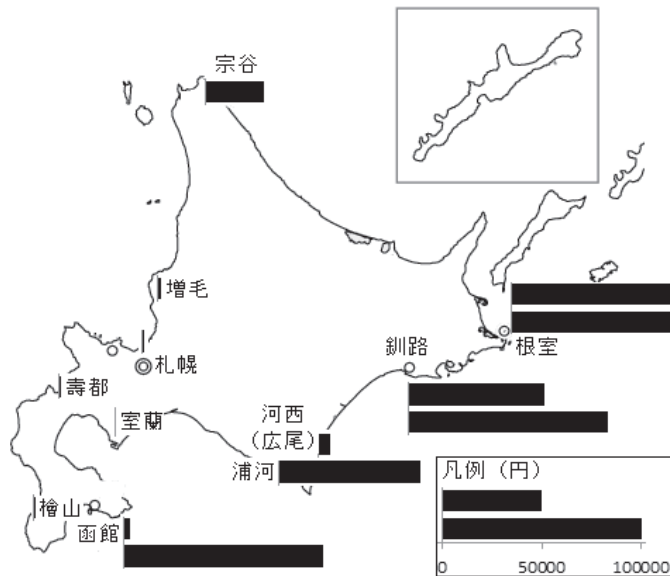 宗谷
増毛
札幌
壽都
室蘭
檜山
函館
浦河
河西
（広尾）
釧路
根室
凡例（円）
0 50000 100000